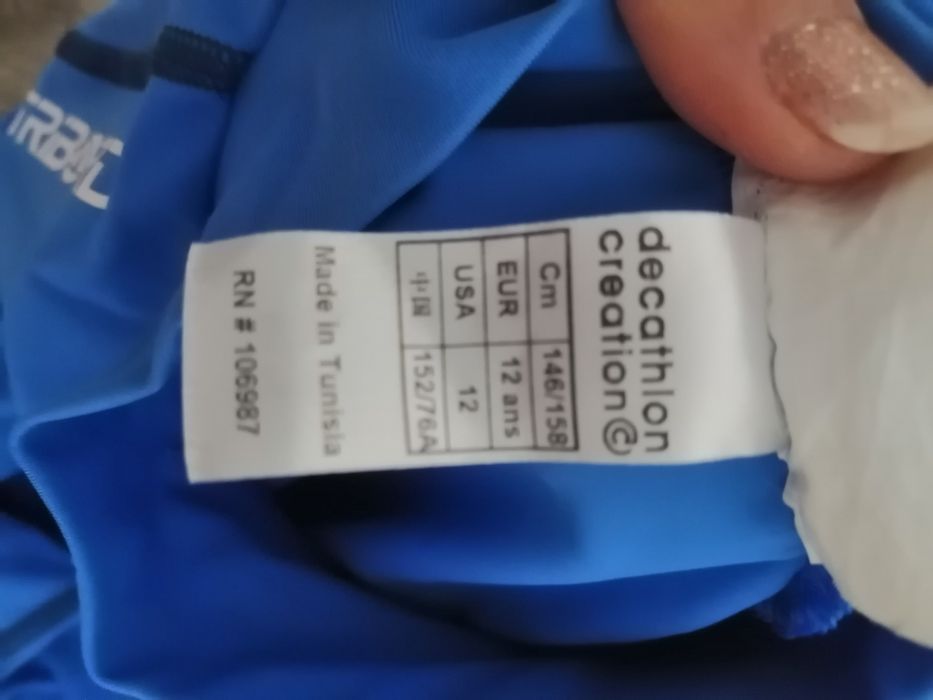 decathlon
creation©
Cm 146/158
EUR 12 ans
USA 12
中国 152/76A
Made in Tunisia
RN # 106987
TRIBORD